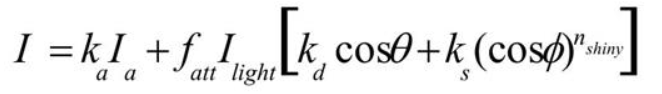 I = k_a I_a + f_att I_light [ k_d cosθ + k_s (cosϕ)^n_shiny ]